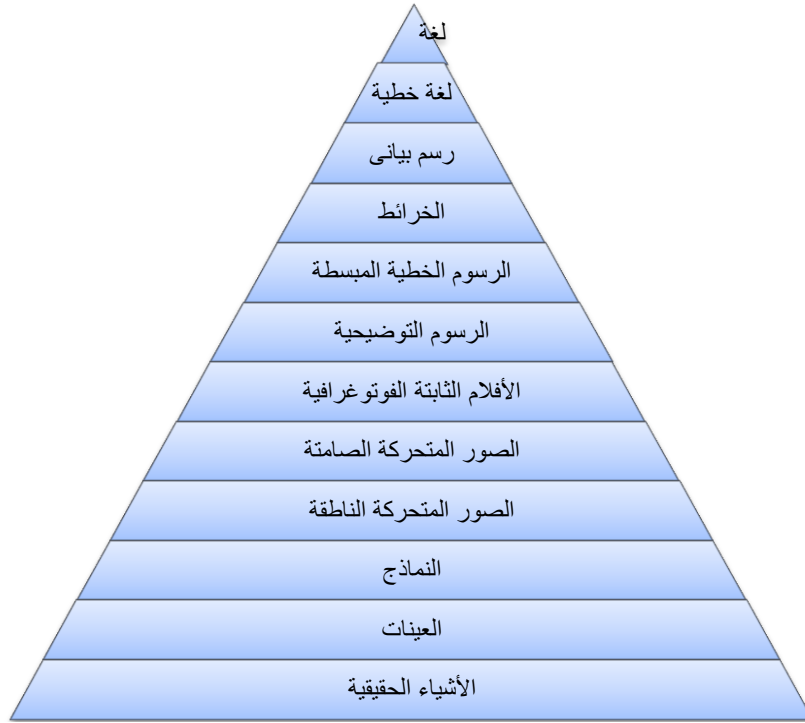 لغة
لغة خطية
رسم بيانى
الخرائط
الرسوم الخطية المبسطة
الرسوم التوضيحية
الأفلام الثابتة الفوتوغرافية
الصور المتحركة الصامتة
الصور المتحركة الناطقة
النماذج
العينات
الأشياء الحقيقية